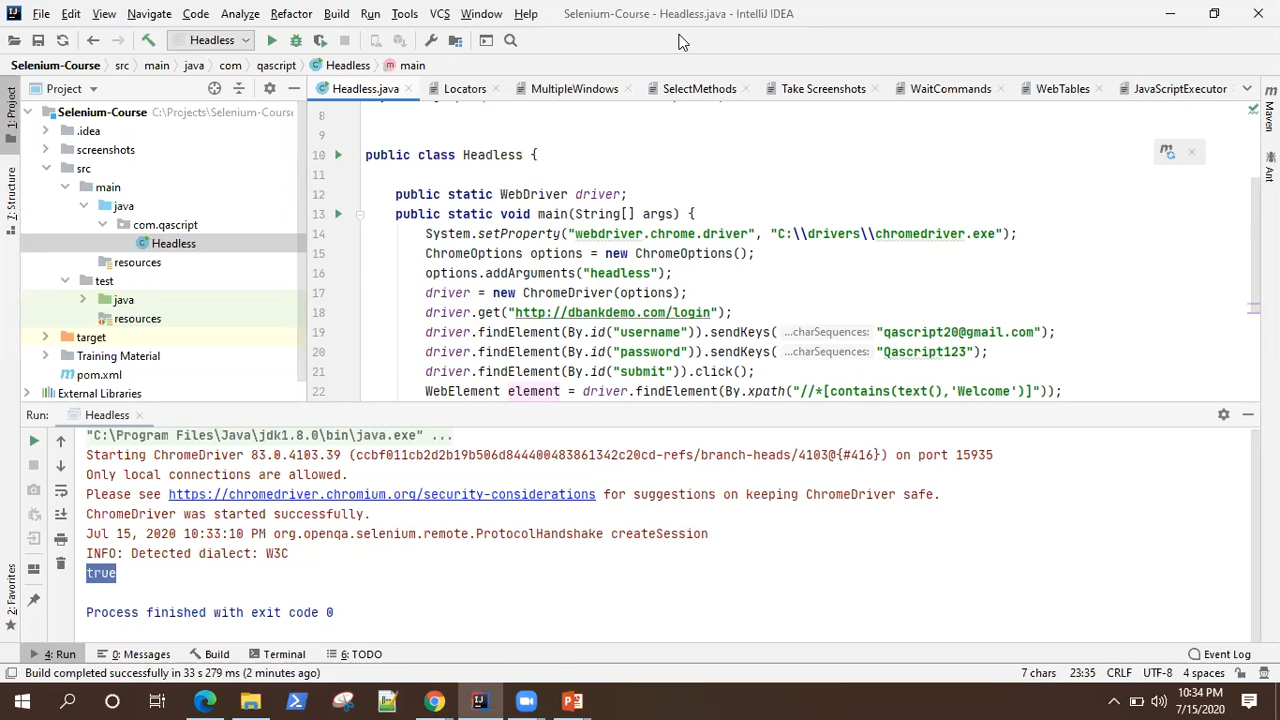 File Edit View Navigate Code Analyze Refactor Build Run Tools VCS Window Help Selenium-Course - Headless.java - IntelliJ IDEA
Headless
Selenium-Course src main java com qascript Headless main
1: Project
7: Structure
2: Favorites
Project
Headless.java Locators MultipleWindows SelectMethods Take Screenshots WaitCommands WebTables JavaScriptExecutor
Maven
Ant
Selenium-Course C:\Projects\Selenium-Course
.idea
screenshots
src
main
java
com.qascript
Headless
resources
test
java
resources
target
Training Material
pom.xml
External Libraries
8
9
10 public class Headless {
11
12 public static WebDriver driver;
13 public static void main(String[] args) {
14 System.setProperty("webdriver.chrome.driver", "C:\\drivers\\chromedriver.exe");
15 ChromeOptions options = new ChromeOptions();
16 options.addArguments("headless");
17 driver = new ChromeDriver(options);
18 driver.get("http://dbankdemo.com/login");
19 driver.findElement(By.id("username")).sendKeys( ...charSequences: "qascript20@gmail.com");
20 driver.findElement(By.id("password")).sendKeys( ...charSequences: "Qascript123");
21 driver.findElement(By.id("submit")).click();
22 WebElement element = driver.findElement(By.xpath("//*[contains(text(),'Welcome')]"));
Run: Headless
"C:\Program Files\Java\jdk1.8.0\bin\java.exe" ...
Starting ChromeDriver 83.0.4103.39 (ccbf011cb2d2b19b506d844400483861342c20cd-refs/branch-heads/4103@{#416}) on port 15935
Only local connections are allowed.
Please see https://chromedriver.chromium.org/security-considerations for suggestions on keeping ChromeDriver safe.
ChromeDriver was started successfully.
Jul 15, 2020 10:33:10 PM org.openqa.selenium.remote.ProtocolHandshake createSession
INFO: Detected dialect: W3C
true
Process finished with exit code 0
4: Run 0: Messages Build Terminal 6: TODO Event Log
Build completed successfully in 33 s 279 ms (2 minutes ago) 7 chars 23:35 CRLF UTF-8 4 spaces
10:34 PM
7/15/2020